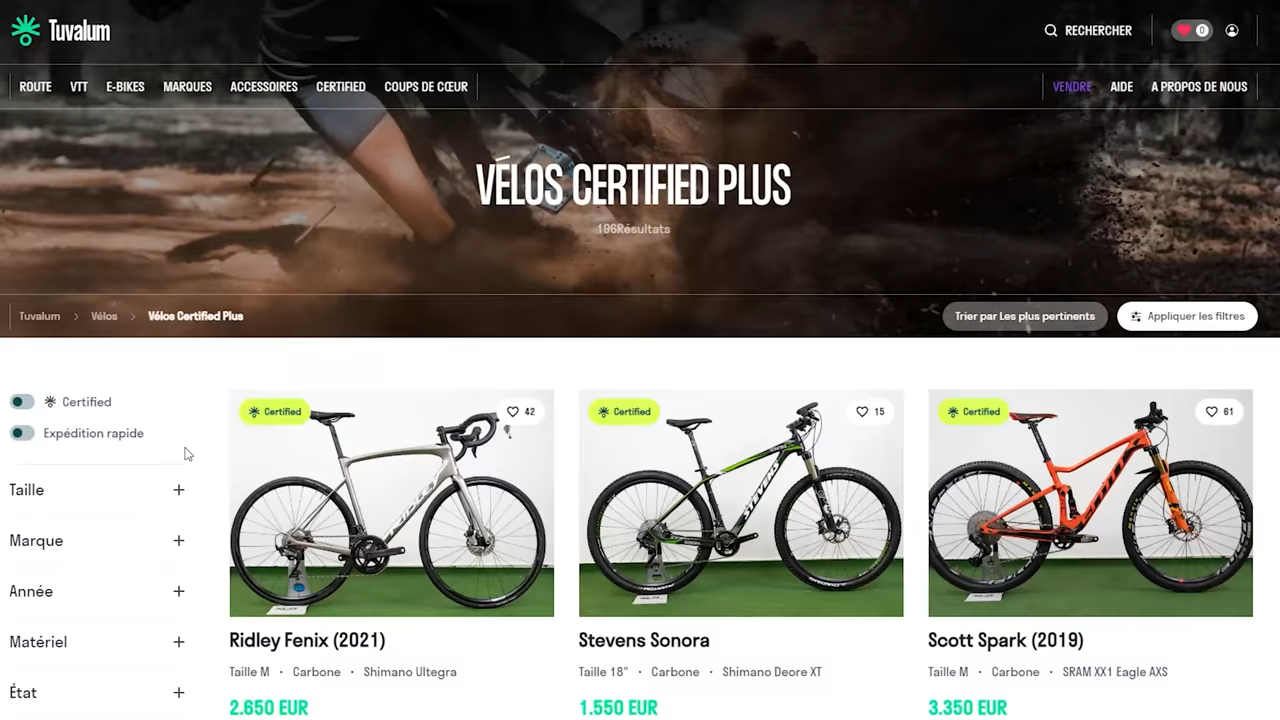 Tuvalum
RECHERCHER
0
ROUTE VTT E-BIKES MARQUES ACCESSOIRES CERTIFIED COUPS DE CŒUR
VENDRE AIDE A PROPOS DE NOUS
VÉLOS CERTIFIED PLUS
196Résultats
Tuvalum > Vélos > Vélos Certified Plus
Trier par Les plus pertinents
Appliquer les filtres
Certified
Expédition rapide
Taille +
Marque +
Année +
Matériel +
État +
Certified
42
RIDLEY
Ridley Fenix (2021)
Taille M • Carbone • Shimano Ultegra
2.650 EUR
Certified
15
STEVENS
Stevens Sonora
Taille 18" • Carbone • Shimano Deore XT
1.550 EUR
Certified
61
SCOTT
Scott Spark (2019)
Taille M • Carbone • SRAM XX1 Eagle AXS
3.350 EUR